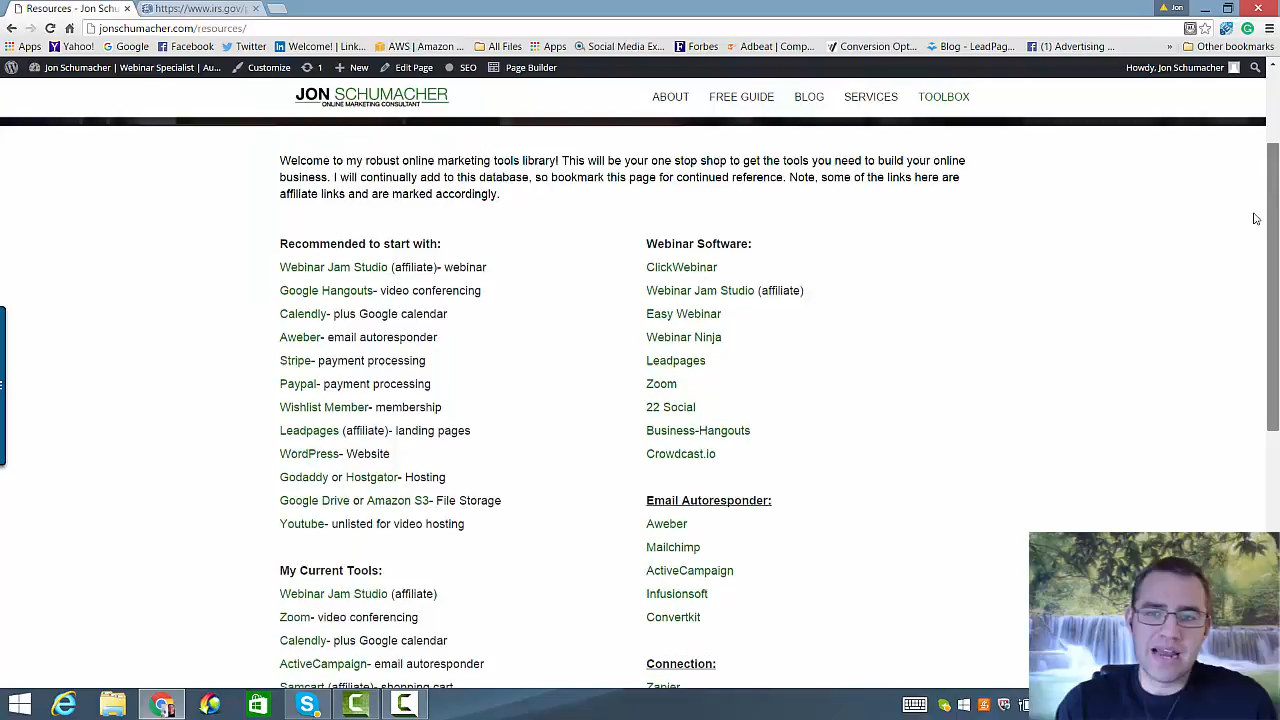 Resources - Jon Schu
https://www.irs.gov/p
Jon
jonschumacher.com/resources/
Apps Yahoo! Google Facebook Twitter Welcome! | Link... AWS | Amazon ... All Files Apps Social Media Ex... Forbes Adbeat | Comp... Conversion Opt... Blog - LeadPag... (1) Advertising ... » Other bookmarks
Jon Schumacher | Webinar Specialist | Au... Customize 1 New Edit Page SEO Page Builder Howdy, Jon Schumacher
JON SCHUMACHER
ONLINE MARKETING CONSULTANT
ABOUT FREE GUIDE BLOG SERVICES TOOLBOX
Welcome to my robust online marketing tools library! This will be your one stop shop to get the tools you need to build your online
business. I will continually add to this database, so bookmark this page for continued reference. Note, some of the links here are
affiliate links and are marked accordingly.
Recommended to start with:
Webinar Jam Studio (affiliate)- webinar
Google Hangouts- video conferencing
Calendly- plus Google calendar
Aweber- email autoresponder
Stripe- payment processing
Paypal- payment processing
Wishlist Member- membership
Leadpages (affiliate)- landing pages
WordPress- Website
Godaddy or Hostgator- Hosting
Google Drive or Amazon S3- File Storage
Youtube- unlisted for video hosting
My Current Tools:
Webinar Jam Studio (affiliate)
Zoom- video conferencing
Calendly- plus Google calendar
ActiveCampaign- email autoresponder
Samcart (affiliate)- shopping cart
Webinar Software:
ClickWebinar
Webinar Jam Studio (affiliate)
Easy Webinar
Webinar Ninja
Leadpages
Zoom
22 Social
Business-Hangouts
Crowdcast.io
Email Autoresponder:
Aweber
Mailchimp
ActiveCampaign
Infusionsoft
Convertkit
Connection:
Zapier